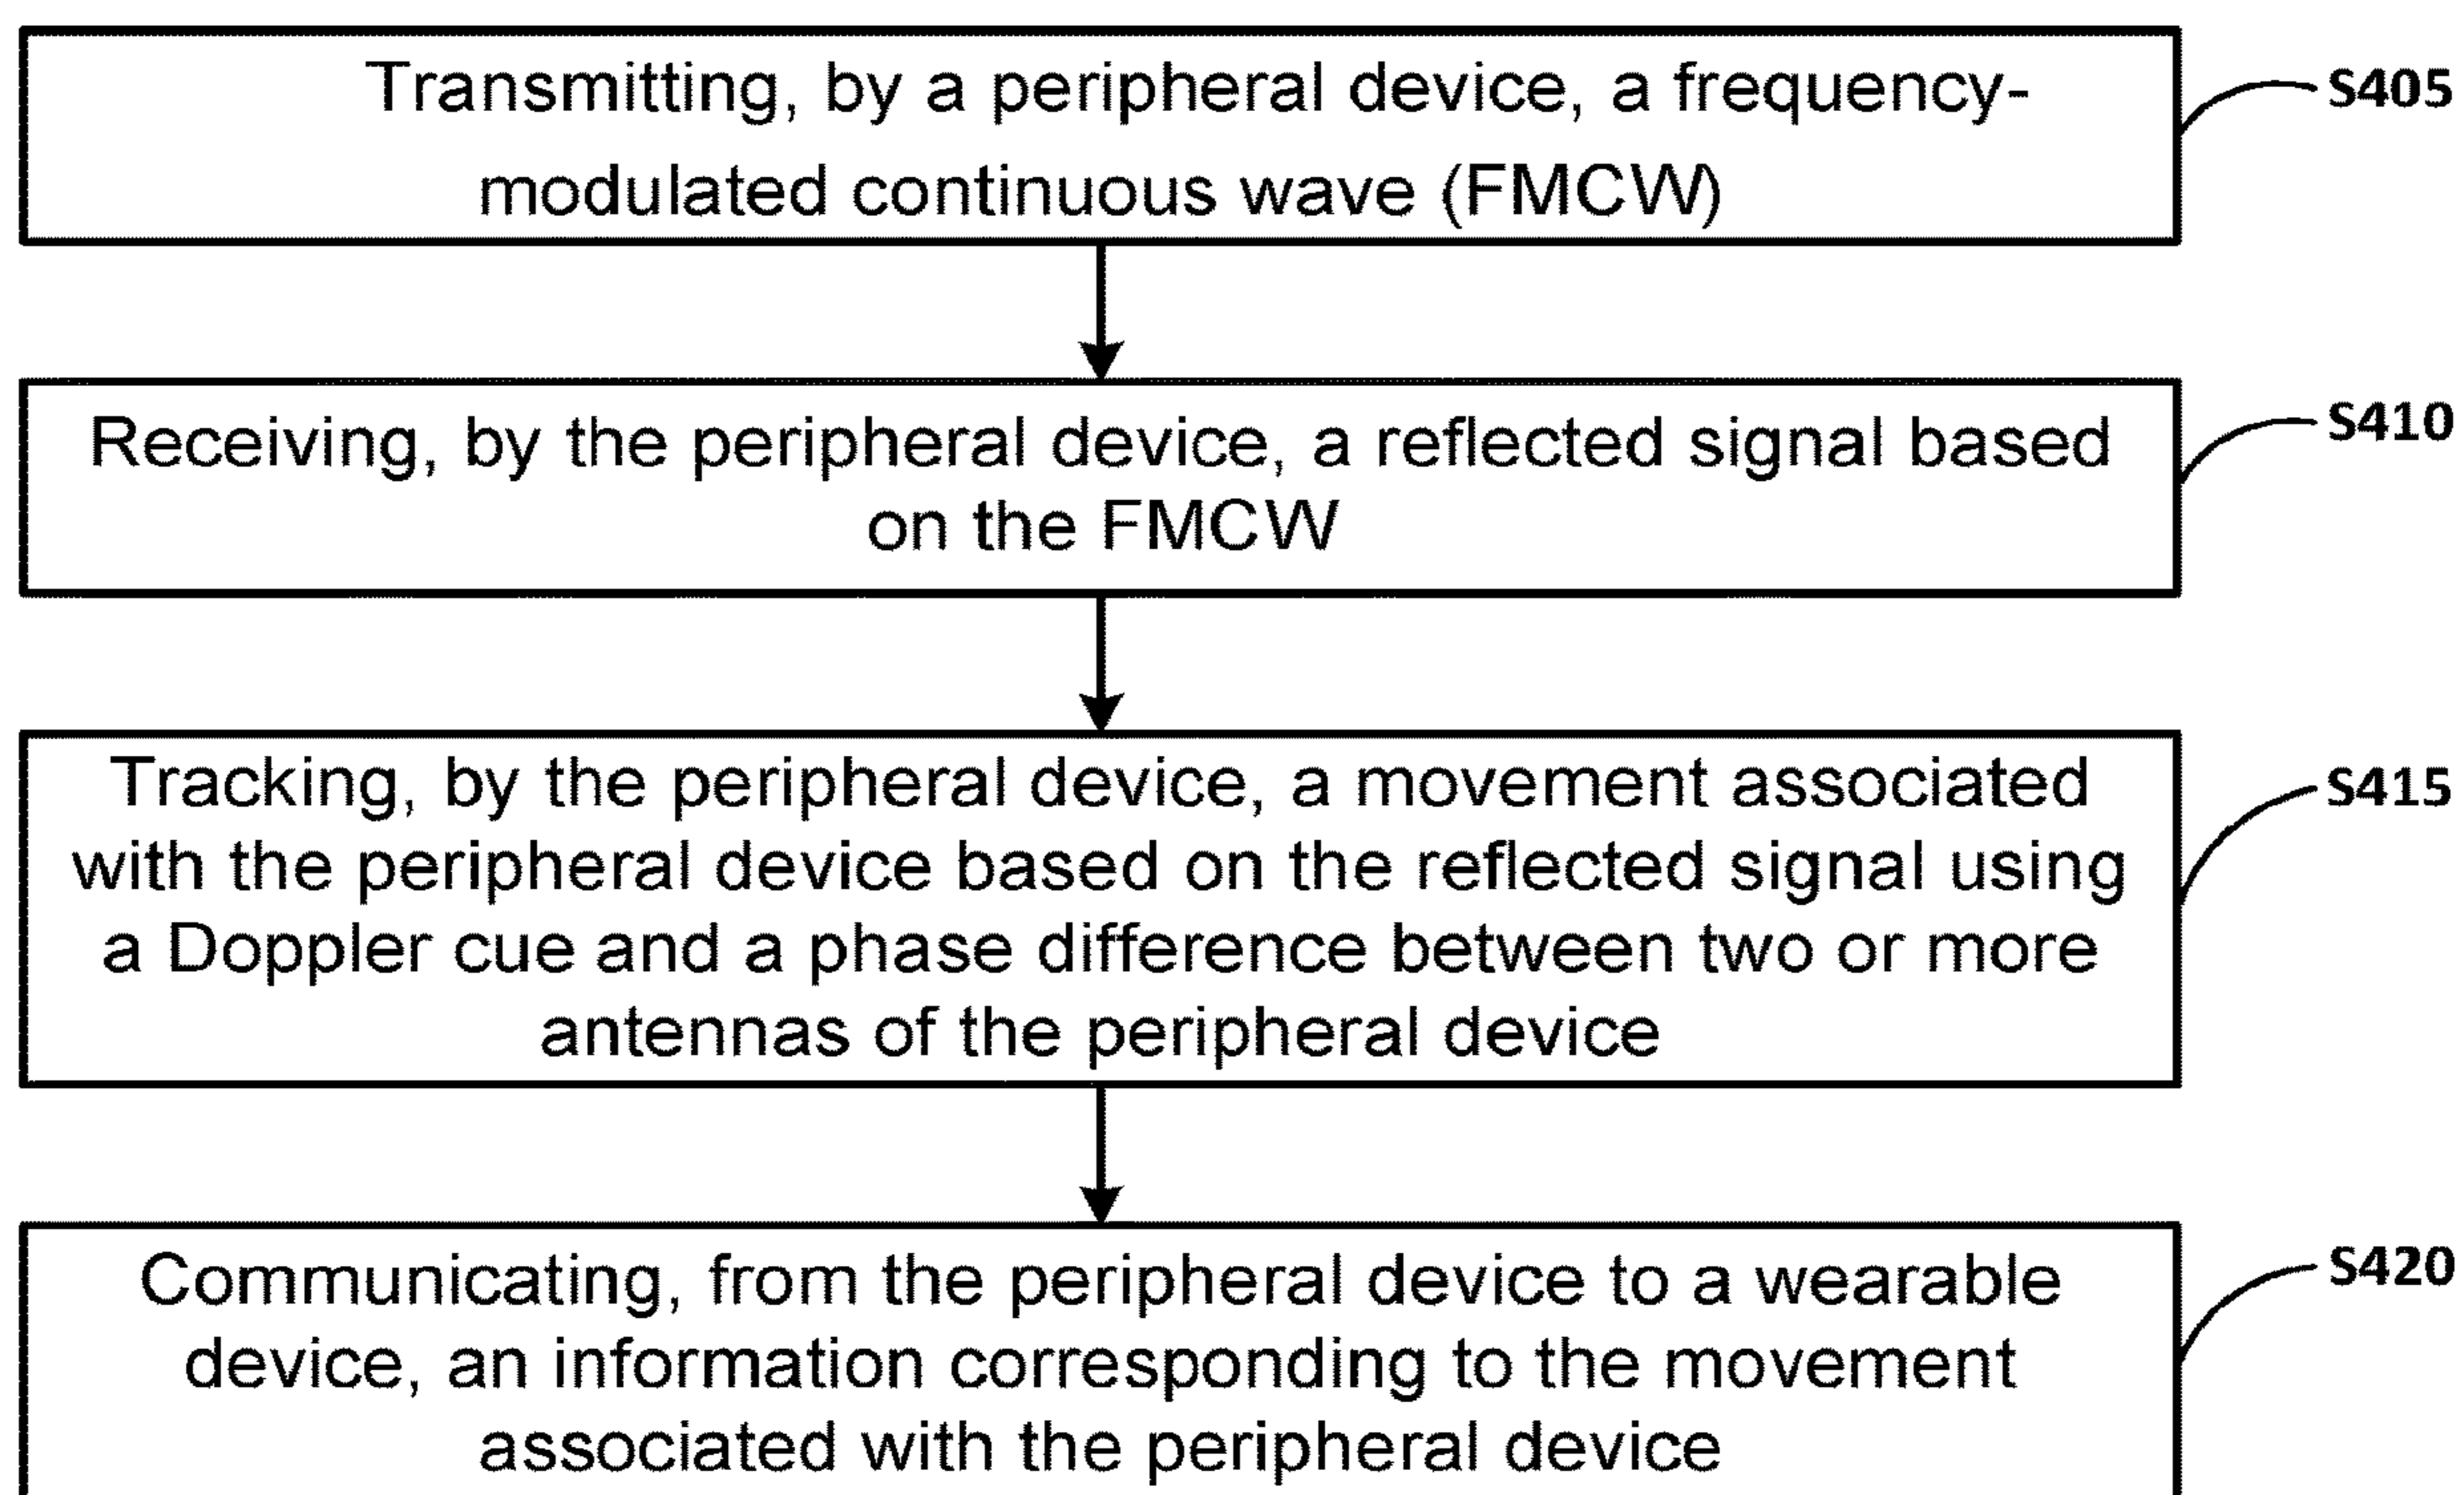 Transmitting, by a peripheral device, a frequency-
modulated continuous wave (FMCW)
S405
Receiving, by the peripheral device, a reflected signal based
on the FMCW
S410
Tracking, by the peripheral device, a movement associated
with the peripheral device based on the reflected signal using
a Doppler cue and a phase difference between two or more
antennas of the peripheral device
S415
Communicating, from the peripheral device to a wearable
device, an information corresponding to the movement
associated with the peripheral device
S420